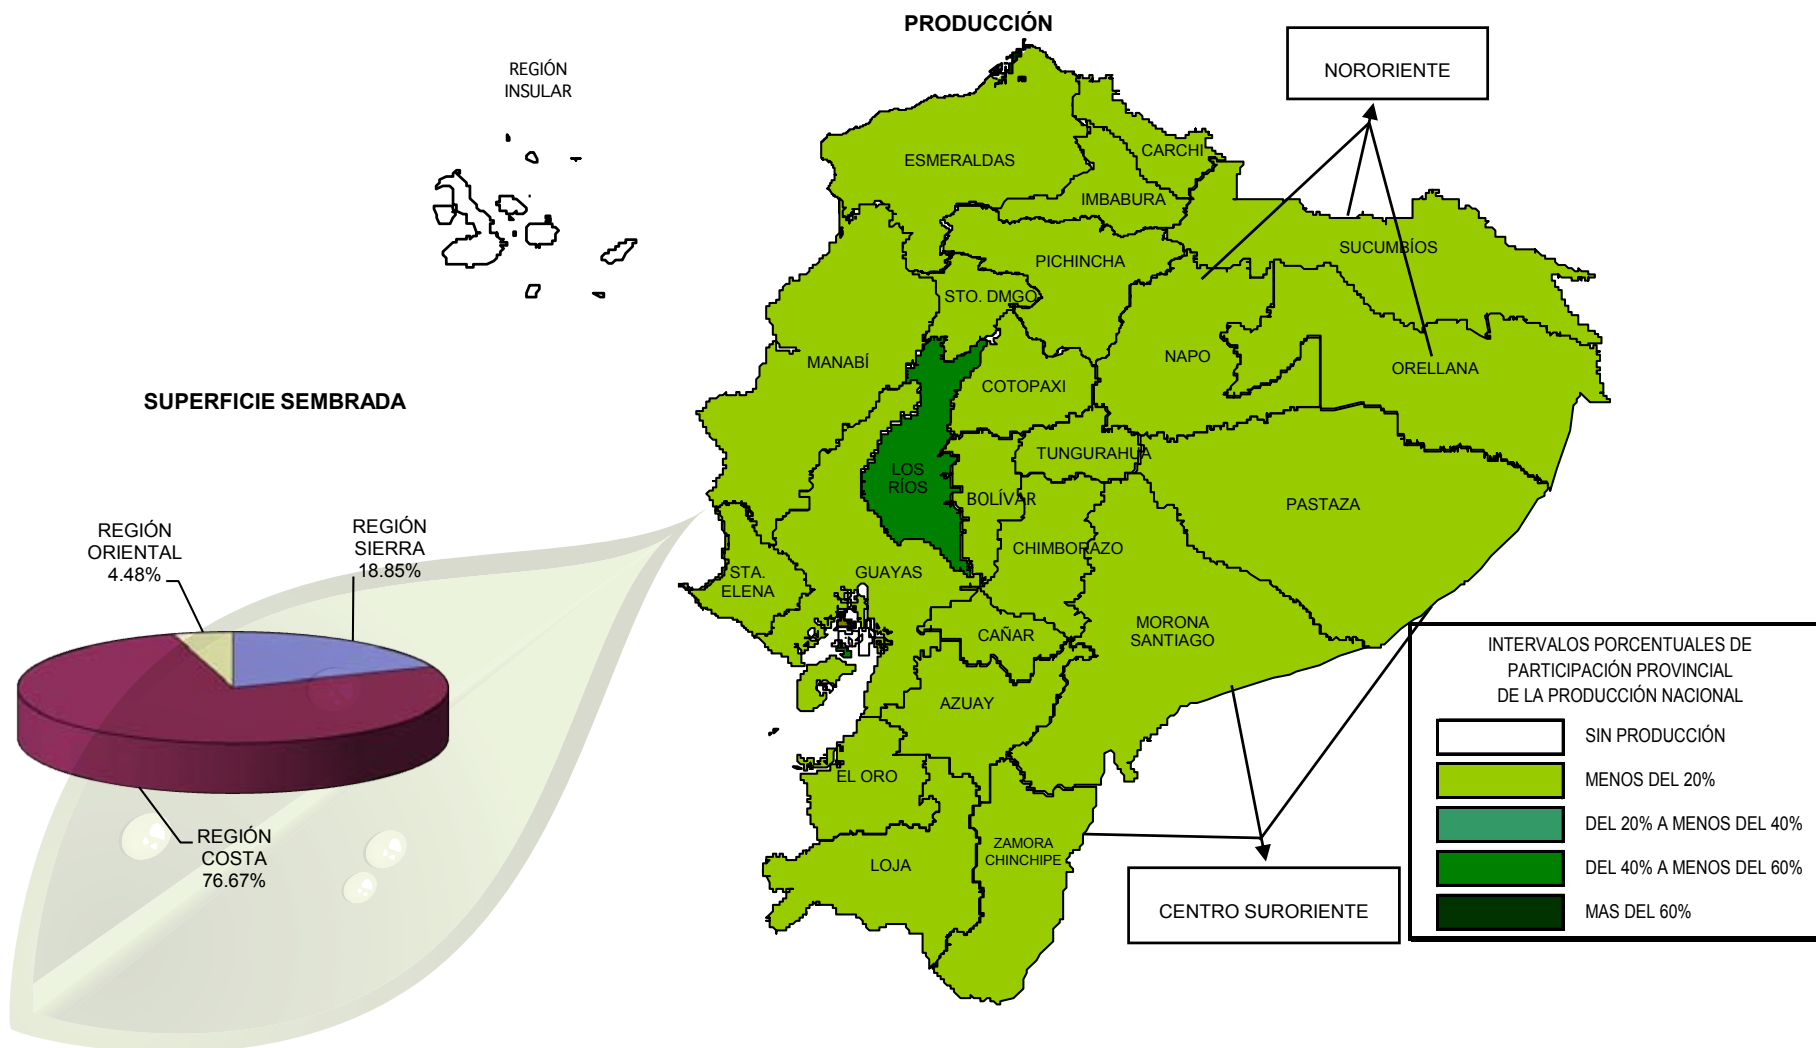 PRODUCCIÓN
REGIÓN
INSULAR
NORORIENTE
ESMERALDAS
CARCHI
IMBABURA
SUCUMBÍOS
PICHINCHA
STO. DMGO
MANABÍ
NAPO
ORELLANA
COTOPAXI
SUPERFICIE SEMBRADA
TUNGURAHUA
LOS
RÍOS
BOLÍVAR
PASTAZA
REGIÓN
ORIENTAL
4.48%
REGIÓN
SIERRA
18.85%
CHIMBORAZO
STA.
ELENA
GUAYAS
CAÑAR
MORONA
SANTIAGO
AZUAY
EL ORO
REGIÓN
COSTA
76.67%
LOJA
ZAMORA
CHINCHIPE
CENTRO SURORIENTE
INTERVALOS PORCENTUALES DE
PARTICIPACIÓN PROVINCIAL
DE LA PRODUCCIÓN NACIONAL
SIN PRODUCCIÓN
MENOS DEL 20%
DEL 20% A MENOS DEL 40%
DEL 40% A MENOS DEL 60%
MAS DEL 60%